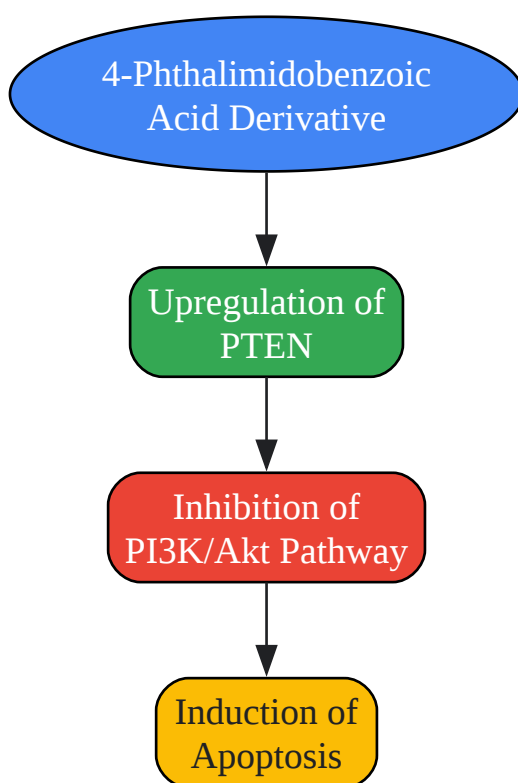 4-Phthalimidobenzoic
Acid Derivative
Upregulation of
PTEN
Inhibition of
PI3K/Akt Pathway
Induction of
Apoptosis